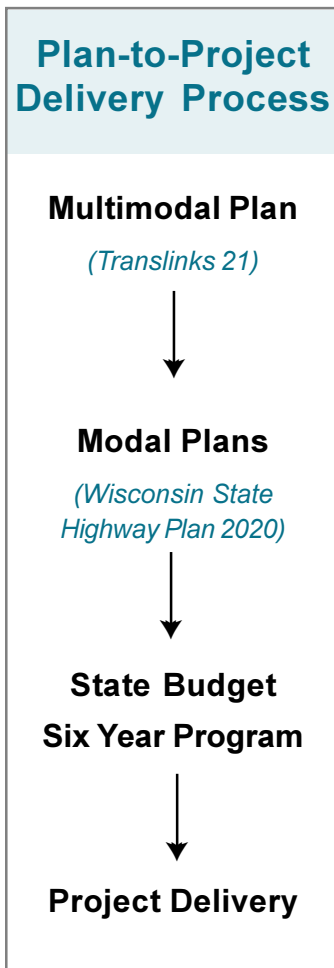 Plan-to-Project
Delivery Process
Multimodal Plan
(Translinks 21)
Modal Plans
(Wisconsin State
Highway Plan 2020)
State Budget
Six Year Program
Project Delivery